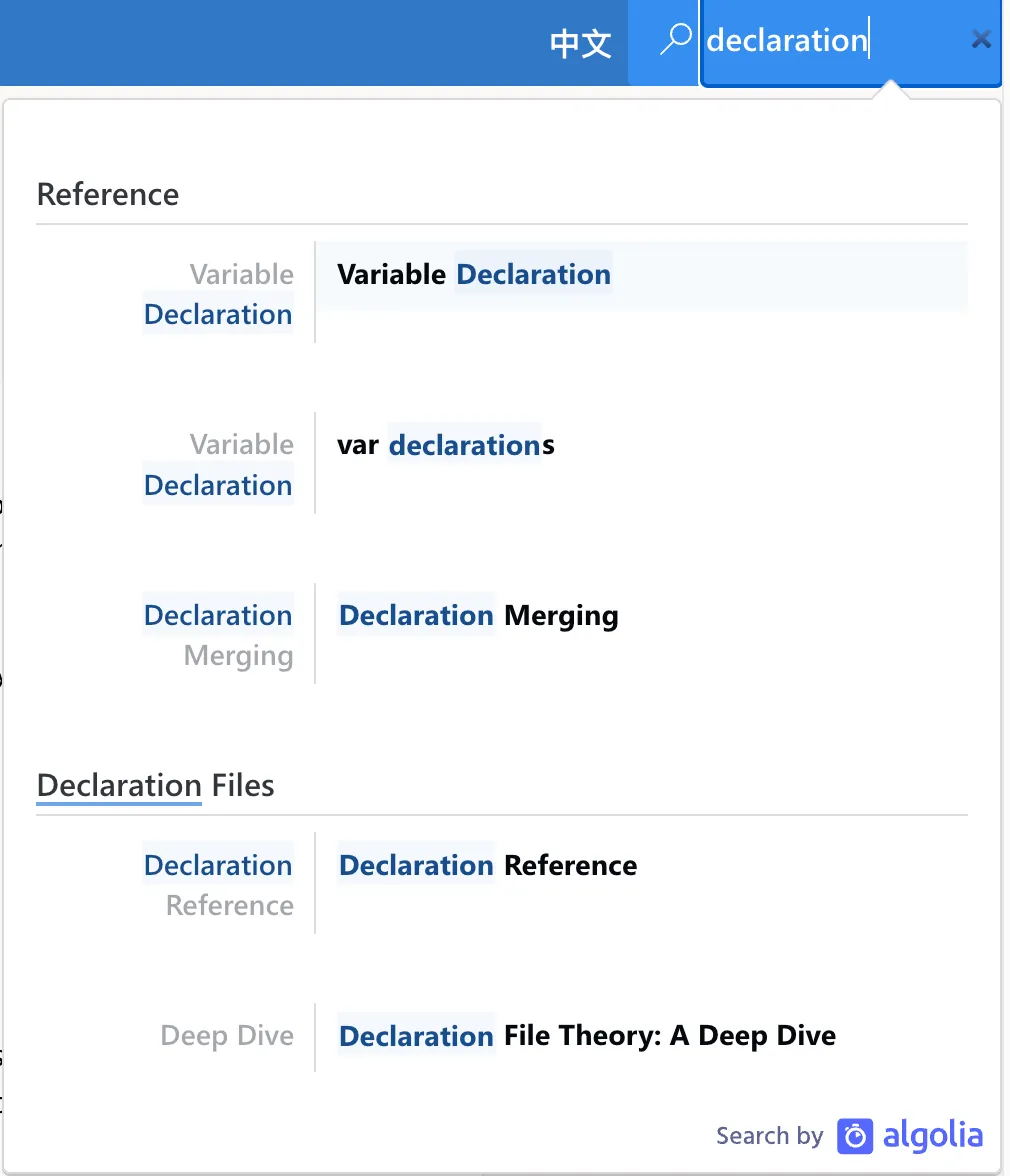 中文 declaration
Reference
Variable Declaration
Variable Declaration
Variable Declaration
var declarations
Declaration Merging
Declaration Merging
Declaration Files
Declaration Reference
Declaration Reference
Deep Dive
Declaration File Theory: A Deep Dive
Search by algolia